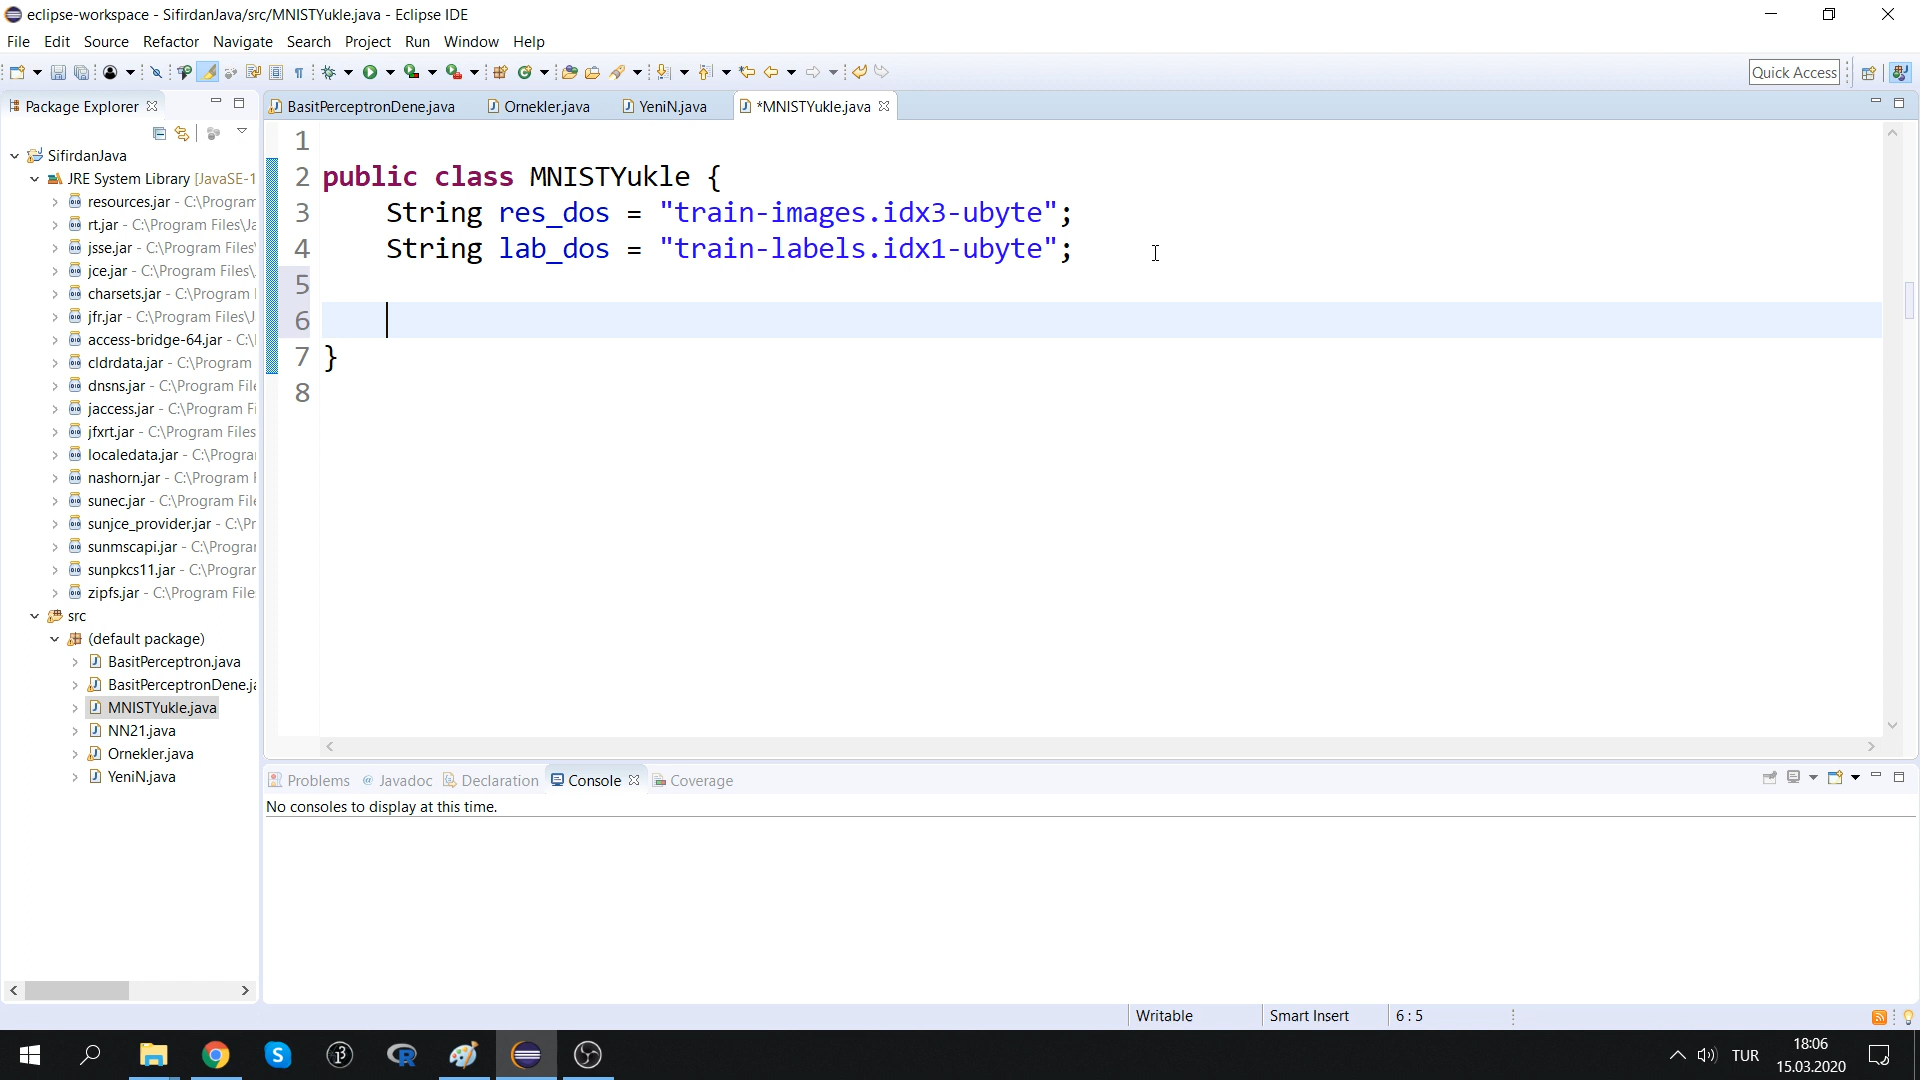 eclipse-workspace - SifirdanJava/src/MNISTYukle.java - Eclipse IDE
File Edit Source Refactor Navigate Search Project Run Window Help
Quick Access
Package Explorer
BasitPerceptronDene.java Ornekler.java YeniN.java *MNISTYukle.java
SifirdanJava
JRE System Library [JavaSE-1
resources.jar - C:\Program
rt.jar - C:\Program Files\Ja
jsse.jar - C:\Program Files\
jce.jar - C:\Program Files\
charsets.jar - C:\Program
jfr.jar - C:\Program Files\J
access-bridge-64.jar - C:\
cldrdata.jar - C:\Program
dnsns.jar - C:\Program File
jaccess.jar - C:\Program Fi
jfxrt.jar - C:\Program Files
localedata.jar - C:\Progra
nashorn.jar - C:\Program
sunec.jar - C:\Program File
sunjce_provider.jar - C:\Pr
sunmscapi.jar - C:\Progra
sunpkcs11.jar - C:\Progra
zipfs.jar - C:\Program File
src
(default package)
BasitPerceptron.java
BasitPerceptronDene.ja
MNISTYukle.java
NN21.java
Ornekler.java
YeniN.java
1
2 public class MNISTYukle {
3 String res_dos = "train-images.idx3-ubyte";
4 String lab_dos = "train-labels.idx1-ubyte";
5
6
7 }
8
Problems @ Javadoc Declaration Console Coverage
No consoles to display at this time.
Writable Smart Insert 6 : 5
TUR
18:06
15.03.2020